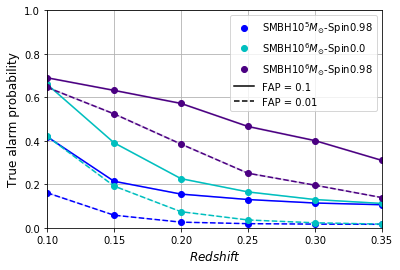 1.0
0.8
0.6
0.4
0.2
0.0
True alarm probability
SMBH10^5M_⊙-Spin0.98
SMBH10^6M_⊙-Spin0.0
SMBH10^6M_⊙-Spin0.98
FAP = 0.1
FAP = 0.01
0.10 0.15 0.20 0.25 0.30 0.35
Redshift